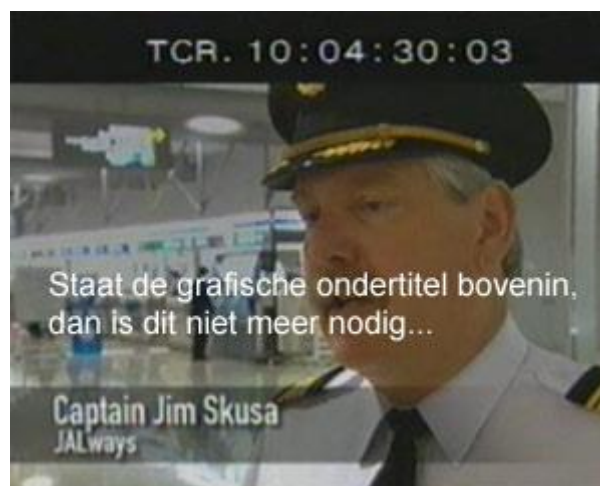 TCR. 10:04:30:03
Staat de grafische ondertitel bovenin,
dan is dit niet meer nodig...
Captain Jim Skusa
JALways